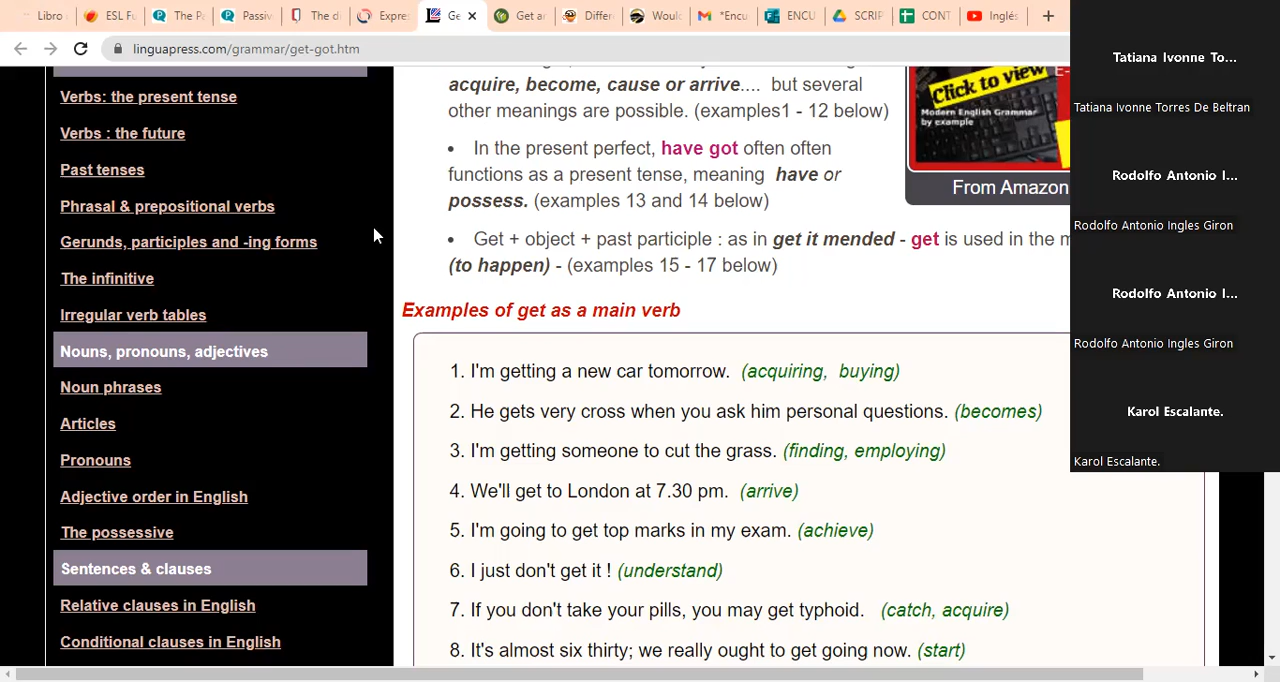 Libro
ESL Fu
The Pa
Passiv
The di
Expres
Ge
Get ar
Differ
Woul
*Encu
ENCU
SCRIP
CONT
Inglés
linguapress.com/grammar/get-got.htm
Verbs: the present tense
Verbs : the future
Past tenses
Phrasal & prepositional verbs
Gerunds, participles and -ing forms
The infinitive
Irregular verb tables
Nouns, pronouns, adjectives
Noun phrases
Articles
Pronouns
Adjective order in English
The possessive
Sentences & clauses
Relative clauses in English
Conditional clauses in English
acquire, become, cause or arrive.... but several
other meanings are possible. (examples1 - 12 below)
• In the present perfect, have got often often
functions as a present tense, meaning have or
possess. (examples 13 and 14 below)
• Get + object + past participle : as in get it mended - get is used in the m
(to happen) - (examples 15 - 17 below)
Click to view
E-
Modern English Grammar
by example
From Amazon
Examples of get as a main verb
1. I'm getting a new car tomorrow. (acquiring, buying)
2. He gets very cross when you ask him personal questions. (becomes)
3. I'm getting someone to cut the grass. (finding, employing)
4. We'll get to London at 7.30 pm. (arrive)
5. I'm going to get top marks in my exam. (achieve)
6. I just don't get it ! (understand)
7. If you don't take your pills, you may get typhoid. (catch, acquire)
8. It's almost six thirty; we really ought to get going now. (start)
Tatiana Ivonne To...
Tatiana Ivonne Torres De Beltran
Rodolfo Antonio I...
Rodolfo Antonio Ingles Giron
Rodolfo Antonio I...
Rodolfo Antonio Ingles Giron
Karol Escalante.
Karol Escalante.